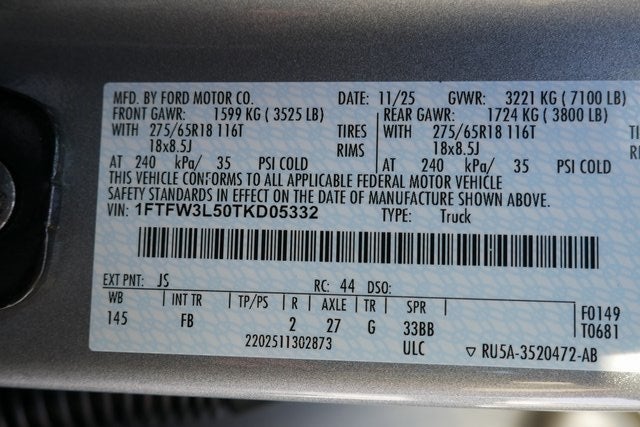 MFD. BY FORD MOTOR CO. DATE: 11/25 GVWR: 3221 KG ( 7100 LB)
FRONT GAWR: 1599 KG ( 3525 LB) REAR GAWR: 1724 KG ( 3800 LB)
WITH 275/65R18 116T TIRES WITH 275/65R18 116T
18x8.5J RIMS 18x8.5J
AT 240 kPa/ 35 PSI COLD AT 240 kPa/ 35 PSI COLD
THIS VEHICLE CONFORMS TO ALL APPLICABLE FEDERAL MOTOR VEHICLE
SAFETY STANDARDS IN EFFECT ON THE DATE OF MANUFACTURE SHOWN ABOVE.
VIN: 1FTFW3L50TKD05332 TYPE: Truck
EXT PNT: JS RC: 44 DSO:
WB INT TR TP/PS R AXLE TR SPR F0149
145 FB 2 27 G 33BB T0681
2202511302873 ULC ▽ RU5A-3520472-AB